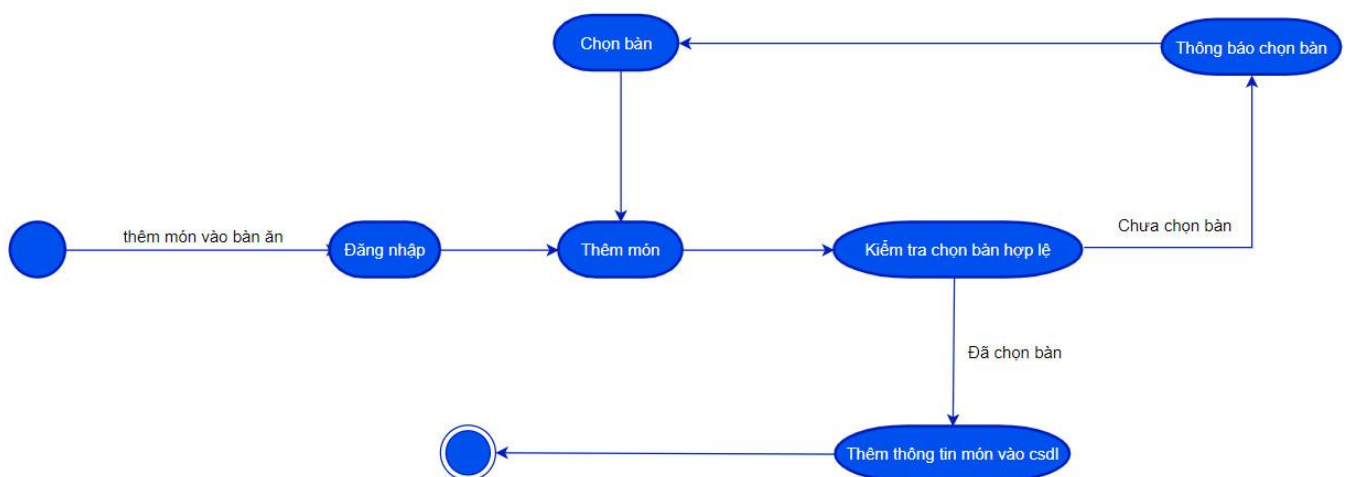 Chọn bàn
Thông báo chọn bàn
thêm món vào bàn ăn
Đăng nhập
Thêm món
Kiễm tra chọn bàn hợp lệ
Chưa chọn bàn
Đã chọn bàn
Thêm thông tin món vào csdl